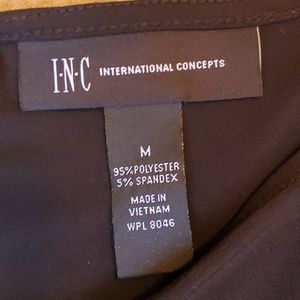 I·N·C INTERNATIONAL CONCEPTS
M
95% POLYESTER
5% SPANDEX
MADE IN
VIETNAM
WPL 8046